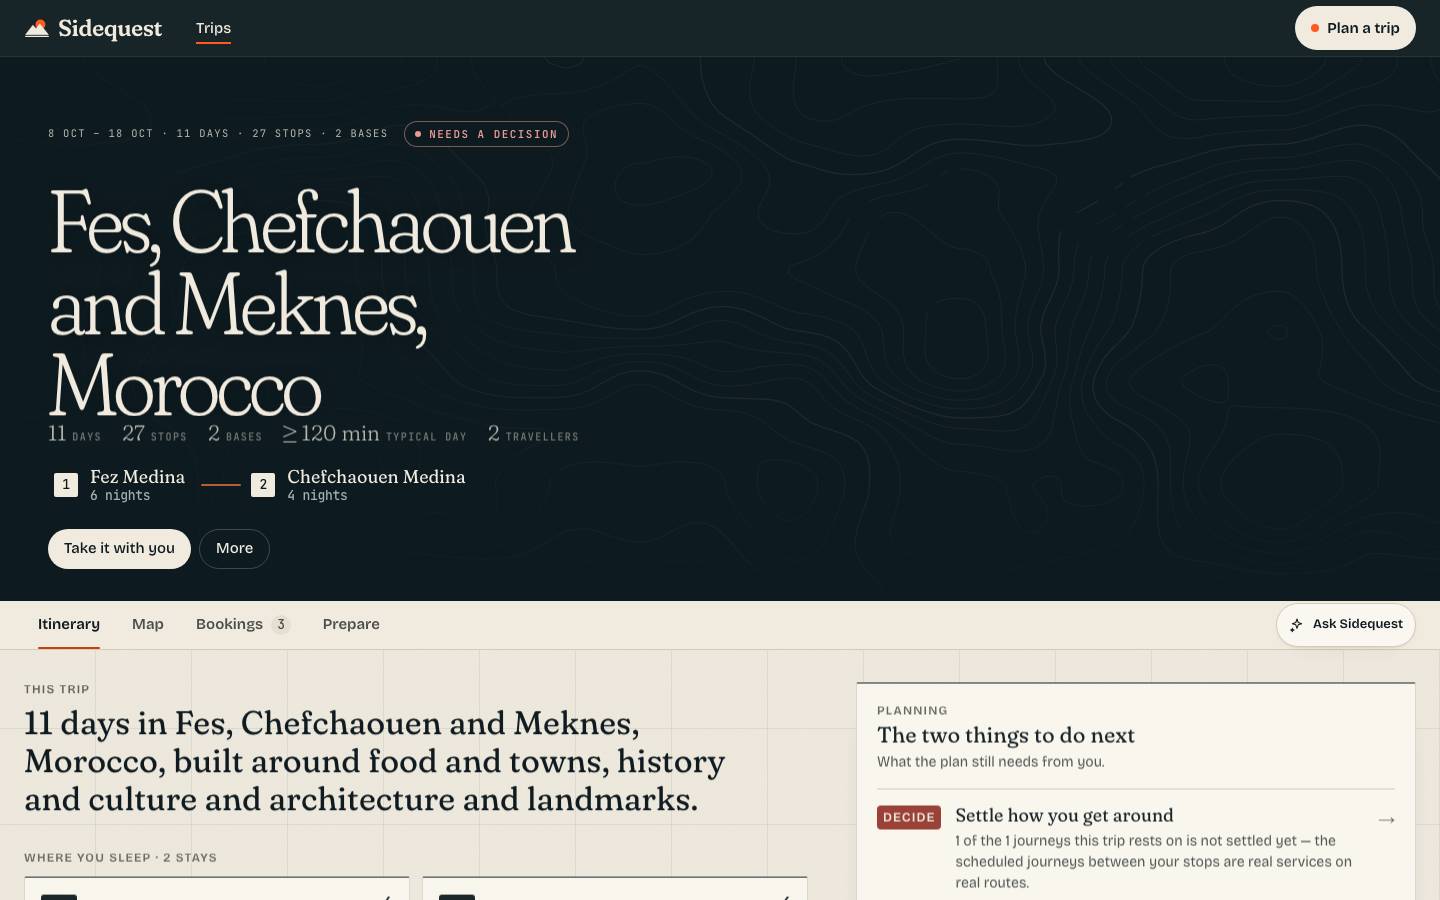 Sidequest
Trips
Plan a trip
8 OCT – 18 OCT · 11 DAYS · 27 STOPS · 2 BASES
NEEDS A DECISION
Fes, Chefchaouen
and Meknes,
Morocco
11 DAYS 27 STOPS 2 BASES ≥120 min TYPICAL DAY 2 TRAVELLERS
1 Fez Medina
6 nights
2 Chefchaouen Medina
4 nights
Take it with you
More
Itinerary
Map
Bookings 3
Prepare
Ask Sidequest
THIS TRIP
11 days in Fes, Chefchaouen and Meknes,
Morocco, built around food and towns, history
and culture and architecture and landmarks.
WHERE YOU SLEEP · 2 STAYS
PLANNING
The two things to do next
What the plan still needs from you.
DECIDE
Settle how you get around →
1 of the 1 journeys this trip rests on is not settled yet — the
scheduled journeys between your stops are real services on
real routes.